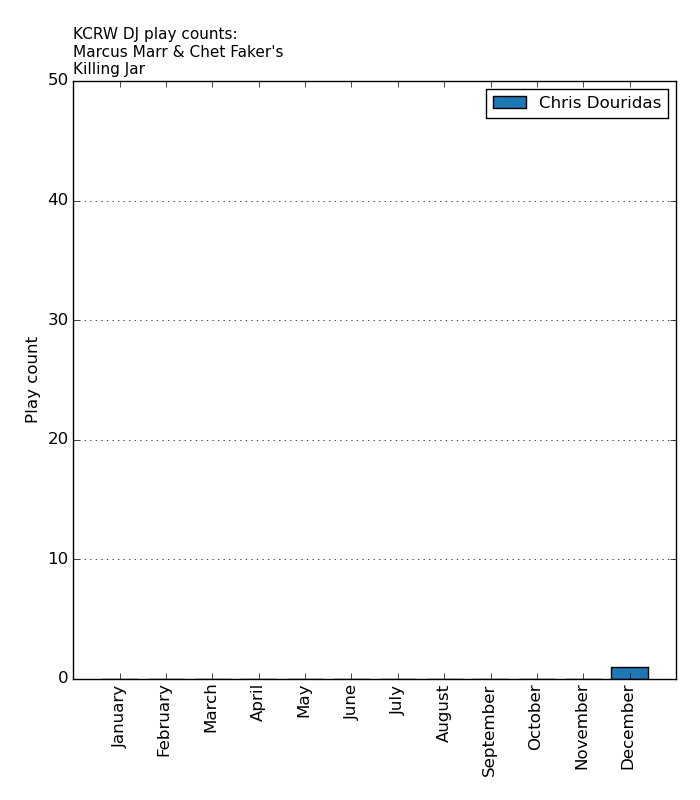 KCRW DJ play counts:
Marcus Marr & Chet Faker's
Killing Jar
Chris Douridas
Play count
50
40
30
20
10
0
January
February
March
April
May
June
July
August
September
October
November
December